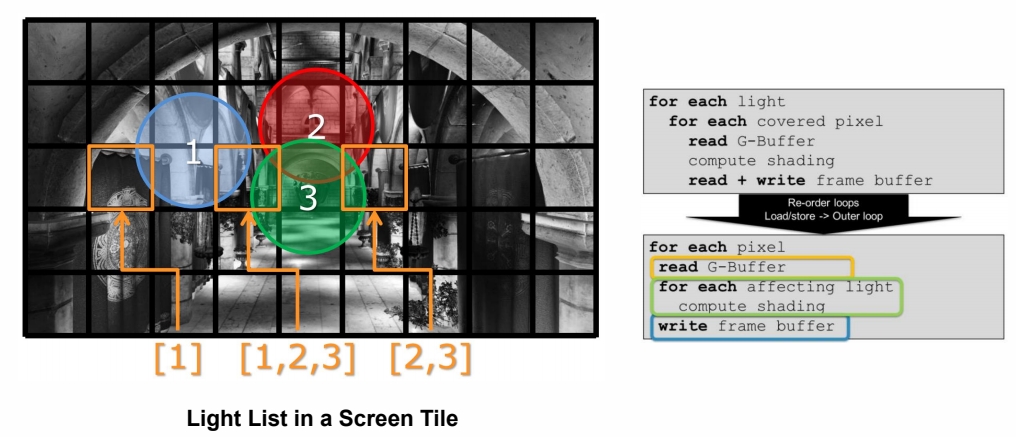 1
2
3
[1]
[1,2,3]
[2,3]
Light List in a Screen Tile
for each light
for each covered pixel
read G-Buffer
compute shading
read + write frame buffer
Re-order loops
Load/store -> Outer loop
for each pixel
read G-Buffer
for each affecting light
compute shading
write frame buffer